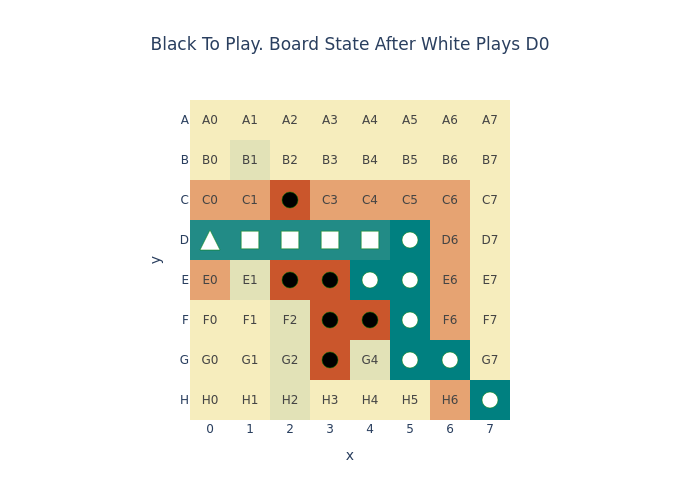 Black To Play. Board State After White Plays D0
A A0 A1 A2 A3 A4 A5 A6 A7
B B0 B1 B2 B3 B4 B5 B6 B7
C C0 C1 C3 C4 C5 C6 C7
D D6 D7
E E0 E1 E6 E7
F F0 F1 F2 F6 F7
G G0 G1 G2 G4 G7
H H0 H1 H2 H3 H4 H5 H6
0 1 2 3 4 5 6 7
x
y